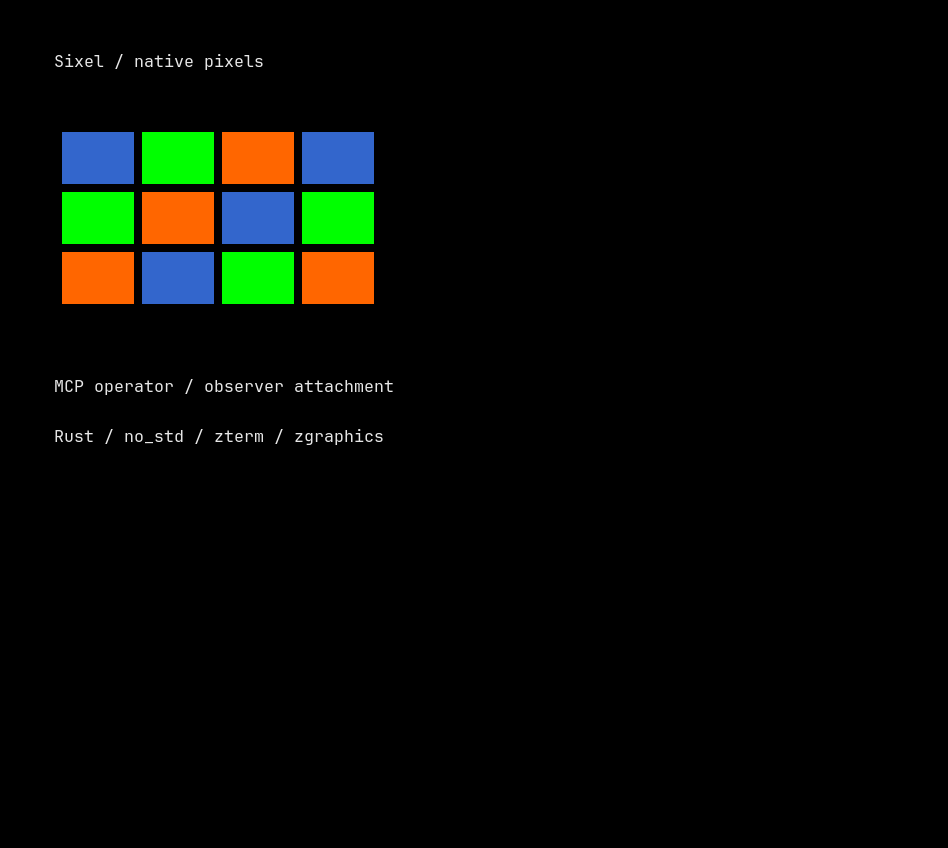 Sixel / native pixels
MCP operator / observer attachment
Rust / no_std / zterm / zgraphics